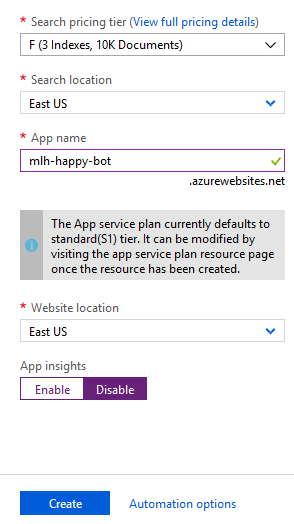 * Search pricing tier (View full pricing details)
F (3 Indexes, 10K Documents)
* Search location
East US
* App name
mlh-happy-bot
.azurewebsites.net
The App service plan currently defaults to
standard(S1) tier. It can be modified by
visiting the app service plan resource page
once the resource has been created.
* Website location
East US
App insights
Enable Disable
Create Automation options